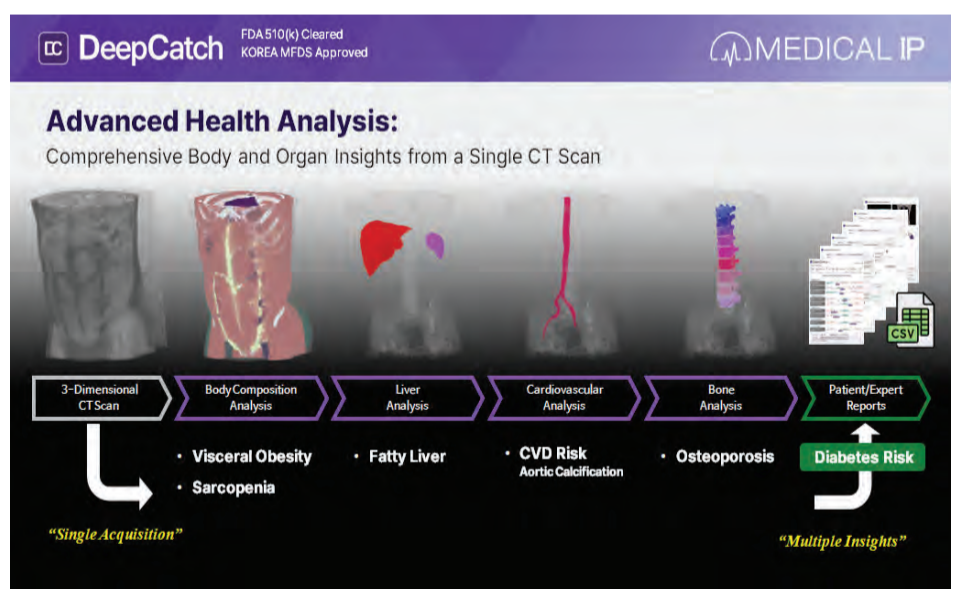 DC DeepCatch
FDA 510(k) Cleared
KOREA MFDS Approved
MEDICAL IP
Advanced Health Analysis:
Comprehensive Body and Organ Insights from a Single CT Scan
CSV
3-Dimensional
CT Scan
Body Composition
Analysis
Liver
Analysis
Cardiovascular
Analysis
Bone
Analysis
Patient/Expert
Reports
• Visceral Obesity
• Sarcopenia
• Fatty Liver
• CVD Risk
Aortic Calcification
• Osteoporosis
Diabetes Risk
“Single Acquisition”
“Multiple Insights”